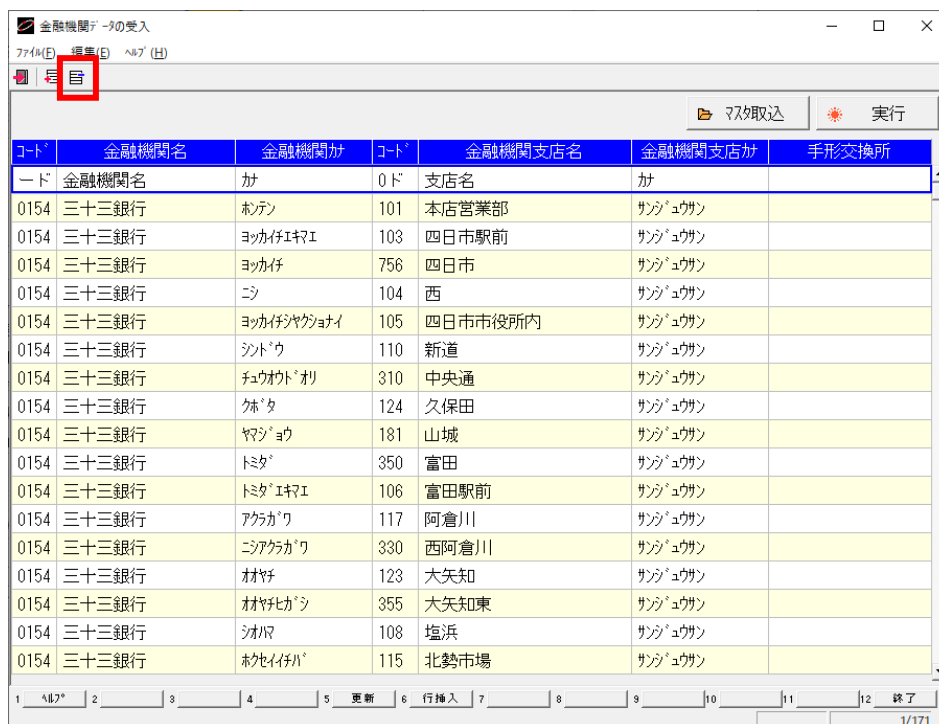 金融機関ﾃﾞｰﾀの受入
ﾌｧｲﾙ(F) 編集(E) ﾍﾙﾌﾟ(H)
ﾏｽﾀ取込 実行
ｺｰﾄﾞ 金融機関名 金融機関ｶﾅ ｺｰﾄﾞ 金融機関支店名 金融機関支店ｶﾅ 手形交換所
ード 金融機関名 ｶﾅ 0ﾄﾞ 支店名 ｶﾅ
0154 三十三銀行 ﾎﾝﾃﾝ 101 本店営業部 ｻﾝｼﾞｭｳｻﾝ
0154 三十三銀行 ﾖｯｶｲﾁｴｷﾏｴ 103 四日市駅前 ｻﾝｼﾞｭｳｻﾝ
0154 三十三銀行 ﾖｯｶｲﾁ 756 四日市 ｻﾝｼﾞｭｳｻﾝ
0154 三十三銀行 ﾆｼ 104 西 ｻﾝｼﾞｭｳｻﾝ
0154 三十三銀行 ﾖｯｶｲﾁｼﾔｸｼｮﾅｲ 105 四日市市役所内 ｻﾝｼﾞｭｳｻﾝ
0154 三十三銀行 ｼﾝﾄﾞｳ 110 新道 ｻﾝｼﾞｭｳｻﾝ
0154 三十三銀行 ﾁｭｳｵｳﾄﾞｵﾘ 310 中央通 ｻﾝｼﾞｭｳｻﾝ
0154 三十三銀行 ｸﾎﾞﾀ 124 久保田 ｻﾝｼﾞｭｳｻﾝ
0154 三十三銀行 ﾔﾏｼﾞｮｳ 181 山城 ｻﾝｼﾞｭｳｻﾝ
0154 三十三銀行 ﾄﾐﾀﾞ 350 富田 ｻﾝｼﾞｭｳｻﾝ
0154 三十三銀行 ﾄﾐﾀﾞｴｷﾏｴ 106 富田駅前 ｻﾝｼﾞｭｳｻﾝ
0154 三十三銀行 ｱｸﾗｶﾞﾜ 117 阿倉川 ｻﾝｼﾞｭｳｻﾝ
0154 三十三銀行 ﾆｼｱｸﾗｶﾞﾜ 330 西阿倉川 ｻﾝｼﾞｭｳｻﾝ
0154 三十三銀行 ｵｵﾔﾁ 123 大矢知 ｻﾝｼﾞｭｳｻﾝ
0154 三十三銀行 ｵｵﾔﾁﾋｶﾞｼ 355 大矢知東 ｻﾝｼﾞｭｳｻﾝ
0154 三十三銀行 ｼｵﾊﾏ 108 塩浜 ｻﾝｼﾞｭｳｻﾝ
0154 三十三銀行 ﾎｸｾｲｲﾁﾊﾞ 115 北勢市場 ｻﾝｼﾞｭｳｻﾝ
1 ﾍﾙﾌﾟ 2 3 4 5 更新 6 行挿入 7 8 9 10 11 12 終了
1/171